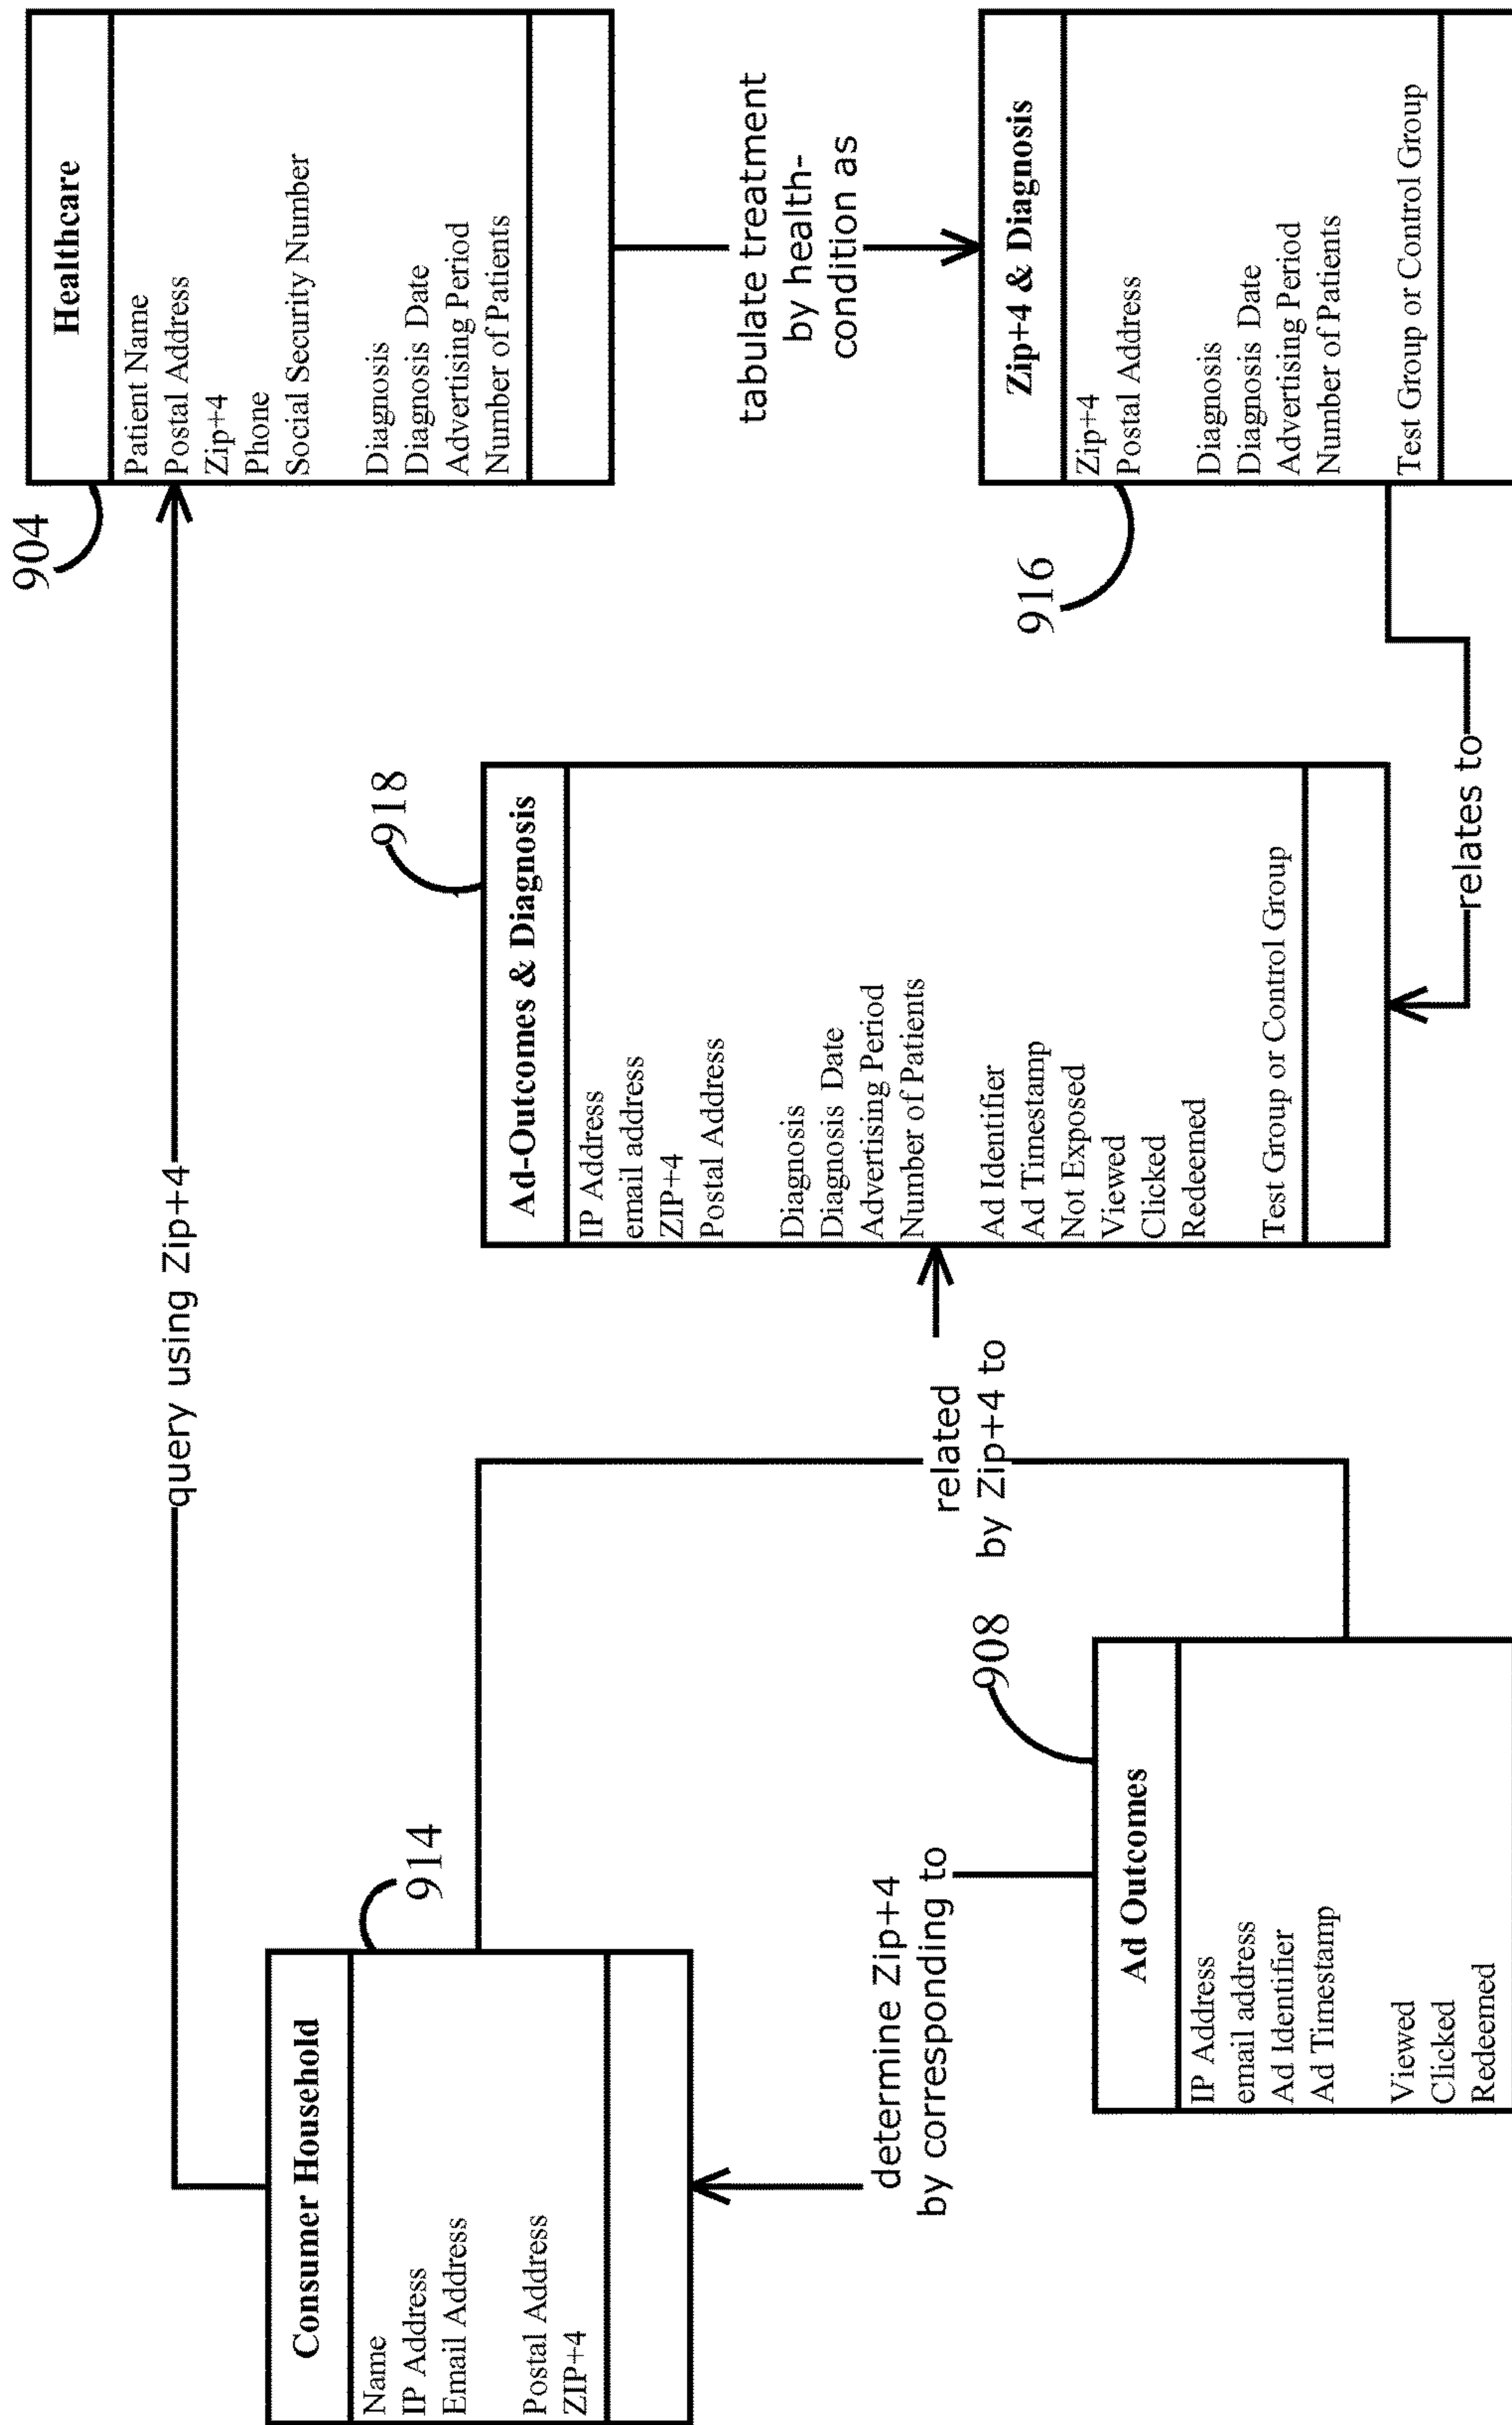 Consumer Household
Name
IP Address
Email Address
Postal Address
ZIP+4
914
query using Zip+4
904
Healthcare
Patient Name
Postal Address
Zip+4
Phone
Social Security Number
Diagnosis
Diagnosis Date
Advertising Period
Number of Patients
determine Zip+4
by corresponding to
related
by Zip+4 to
918
Ad-Outcomes & Diagnosis
IP Address
email address
ZIP+4
Postal Address
Diagnosis
Diagnosis Date
Advertising Period
Number of Patients
Ad Identifier
Ad Timestamp
Not Exposed
Viewed
Clicked
Redeemed
Test Group or Control Group
tabulate treatment
by health-
condition as
908
Ad Outcomes
IP Address
email address
Ad Identifier
Ad Timestamp
Viewed
Clicked
Redeemed
relates to
916
Zip+4 & Diagnosis
Zip+4
Postal Address
Diagnosis
Diagnosis Date
Advertising Period
Number of Patients
Test Group or Control Group